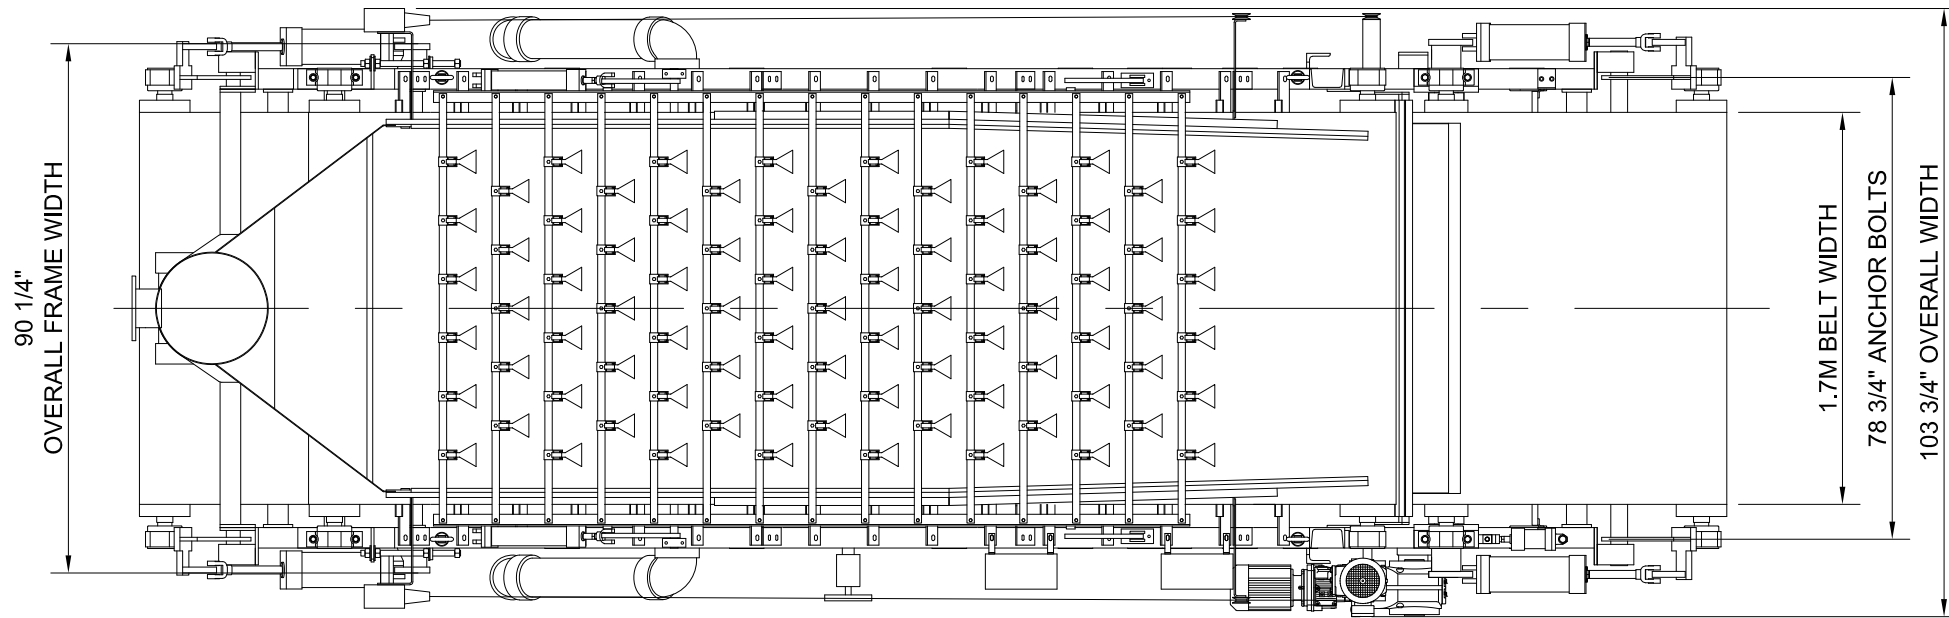 90 1/4"
OVERALL FRAME WIDTH
1.7M BELT WIDTH
78 3/4" ANCHOR BOLTS
103 3/4" OVERALL WIDTH